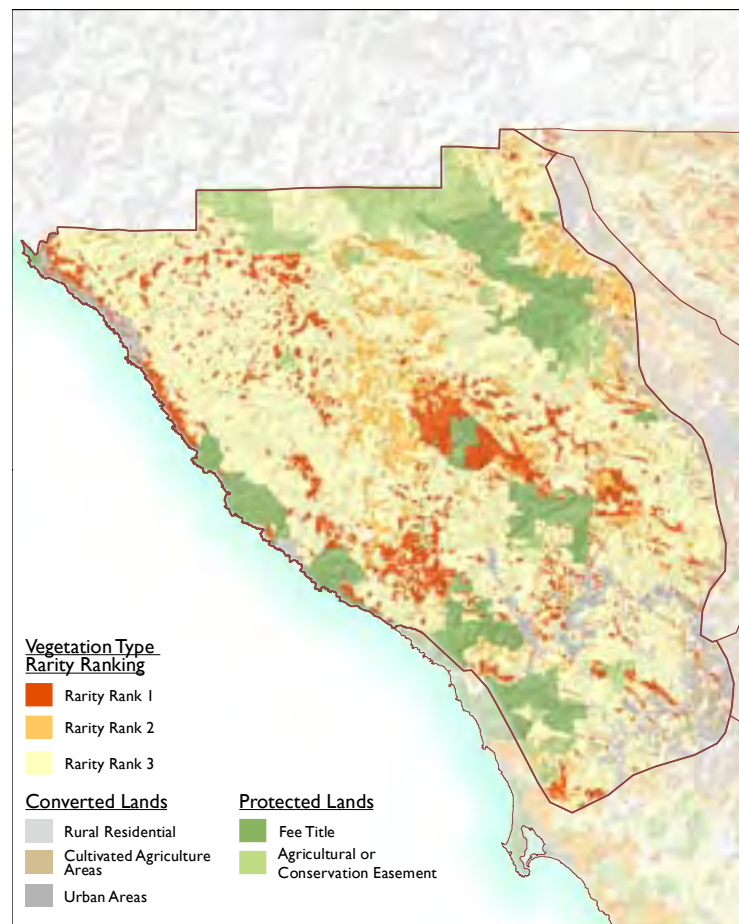 Vegetation Type
Rarity Ranking
Rarity Rank 1
Rarity Rank 2
Rarity Rank 3
Converted Lands
Rural Residential
Cultivated Agriculture
Areas
Urban Areas
Protected Lands
Fee Title
Agricultural or
Conservation Easement